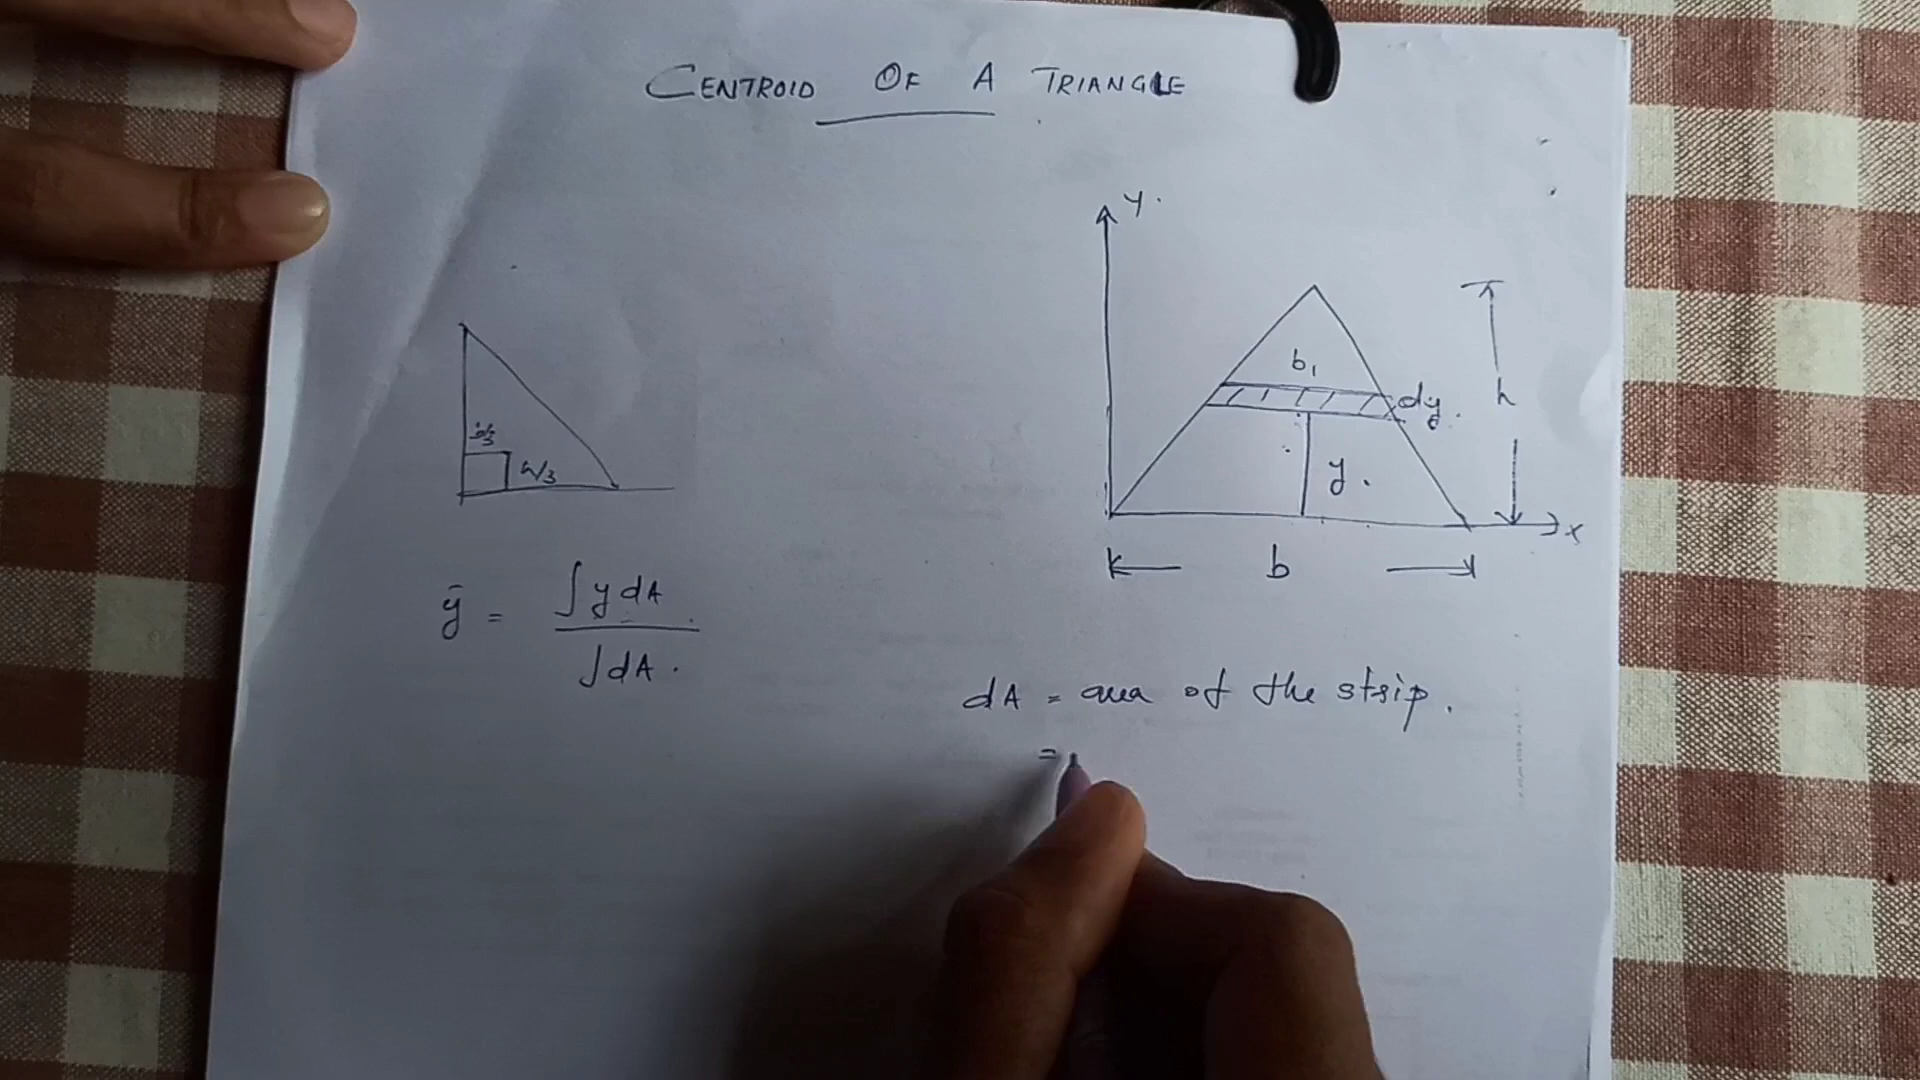 CENTROID OF A TRIANGLE
y.
b₁
dy.
h
b/3
h/3
y.
x
b
ȳ = ∫ y dA / ∫ dA.
dA = area of the strip.
=